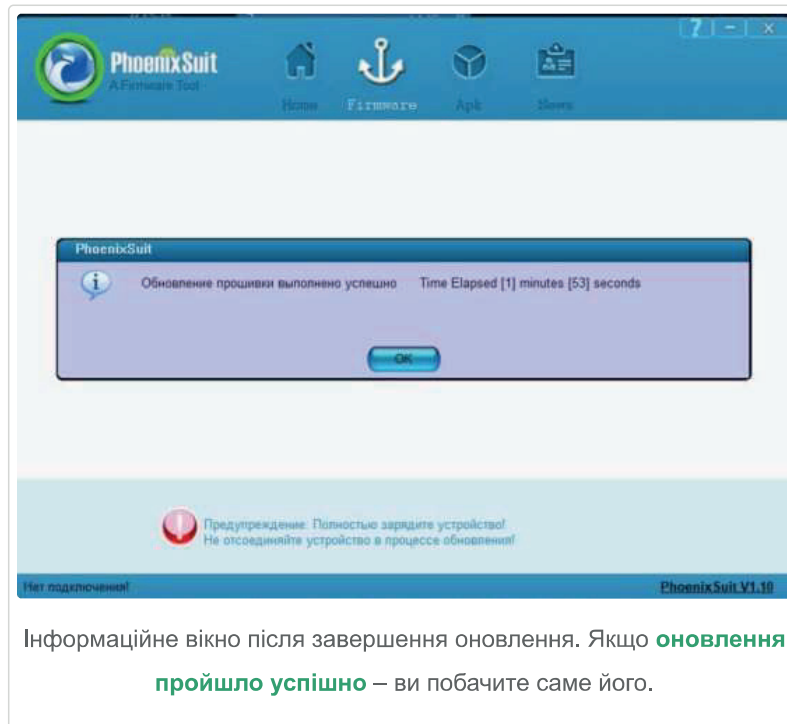 PhoenixSuit
A Firmware Tool
? - x
Home Firmware Apk News
PhoenixSuit
Обновление прошивки выполнено успешно Time Elapsed [1] minutes [53] seconds
OK
Предупреждение: Полностью зарядите устройство!
Не отсоединяйте устройство в процессе обновления!
Нет подключения!
PhoenixSuit V1.10
Інформаційне вікно після завершення оновлення. Якщо оновлення
пройшло успішно – ви побачите саме його.